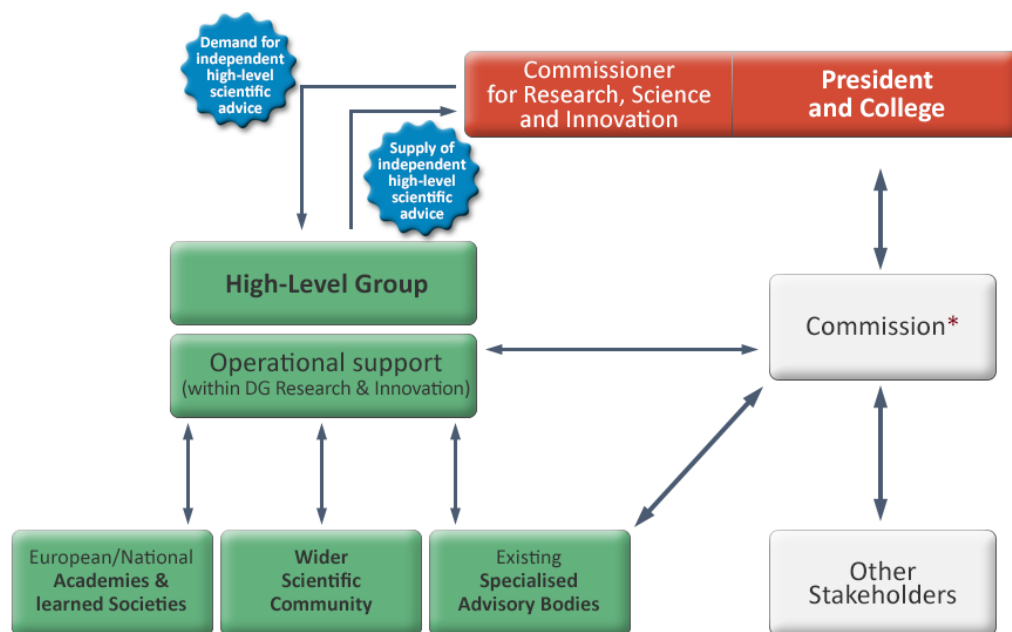 Demand for
independent
high-level
scientific
advice
Commissioner
for Research, Science
and Innovation
President
and College
Supply of
independent
high-level
scientific
advice
High-Level Group
Operational support
(within DG Research & Innovation)
Commission*
European/National
Academies &
learned Societies
Wider
Scientific
Community
Existing
Specialised
Advisory Bodies
Other
Stakeholders